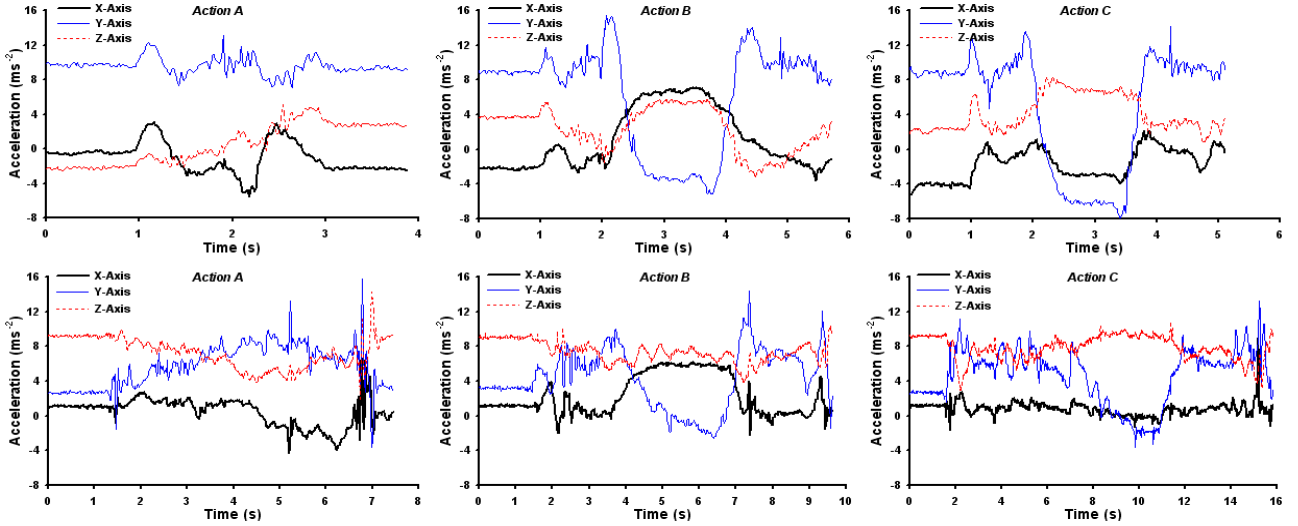 Action A
X-Axis
Y-Axis
Z-Axis
Acceleration (ms⁻²)
16
12
8
4
0
-4
-8
0 1 2 3 4
Time (s)
Action B
X-Axis
Y-Axis
Z-Axis
Acceleration (ms⁻²)
16
12
8
4
0
-4
-8
0 1 2 3 4 5 6
Time (s)
Action C
X-Axis
Y-Axis
Z-Axis
Acceleration (ms⁻²)
16
12
8
4
0
-4
-8
0 1 2 3 4 5 6
Time (s)
Action A
X-Axis
Y-Axis
Z-Axis
Acceleration (ms⁻²)
16
12
8
4
0
-4
-8
0 1 2 3 4 5 6 7 8
Time (s)
Action B
X-Axis
Y-Axis
Z-Axis
Acceleration (ms⁻²)
16
12
8
4
0
-4
-8
0 1 2 3 4 5 6 7 8 9 10
Time (s)
Action C
X-Axis
Y-Axis
Z-Axis
Acceleration (ms⁻²)
16
12
8
4
0
-4
-8
0 2 4 6 8 10 12 14 16
Time (s)